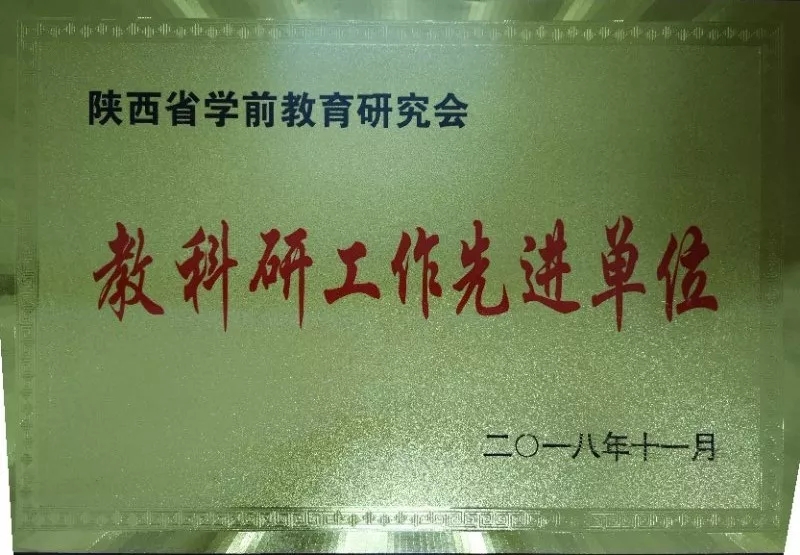 陕西省学前教育研究会
教科研工作先进单位
二〇一八年十一月